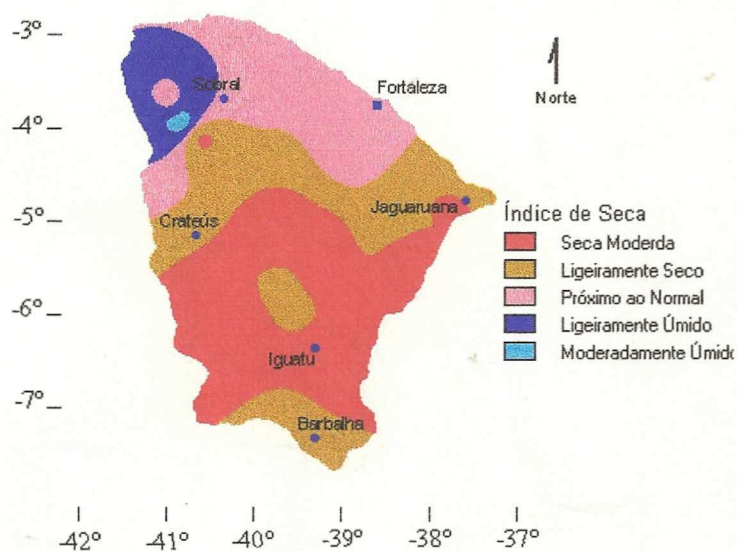 -3°
-4°
-5°
-6°
-7°
Sobral
Fortaleza
Norte
Crateús
Jaguaruana
Iguatu
Barbalha
Índice de Seca
Seca Moderda
Ligeiramente Seco
Próximo ao Normal
Ligeiramente Úmido
Moderadamente Úmido
-42° -41° -40° -39° -38° -37°